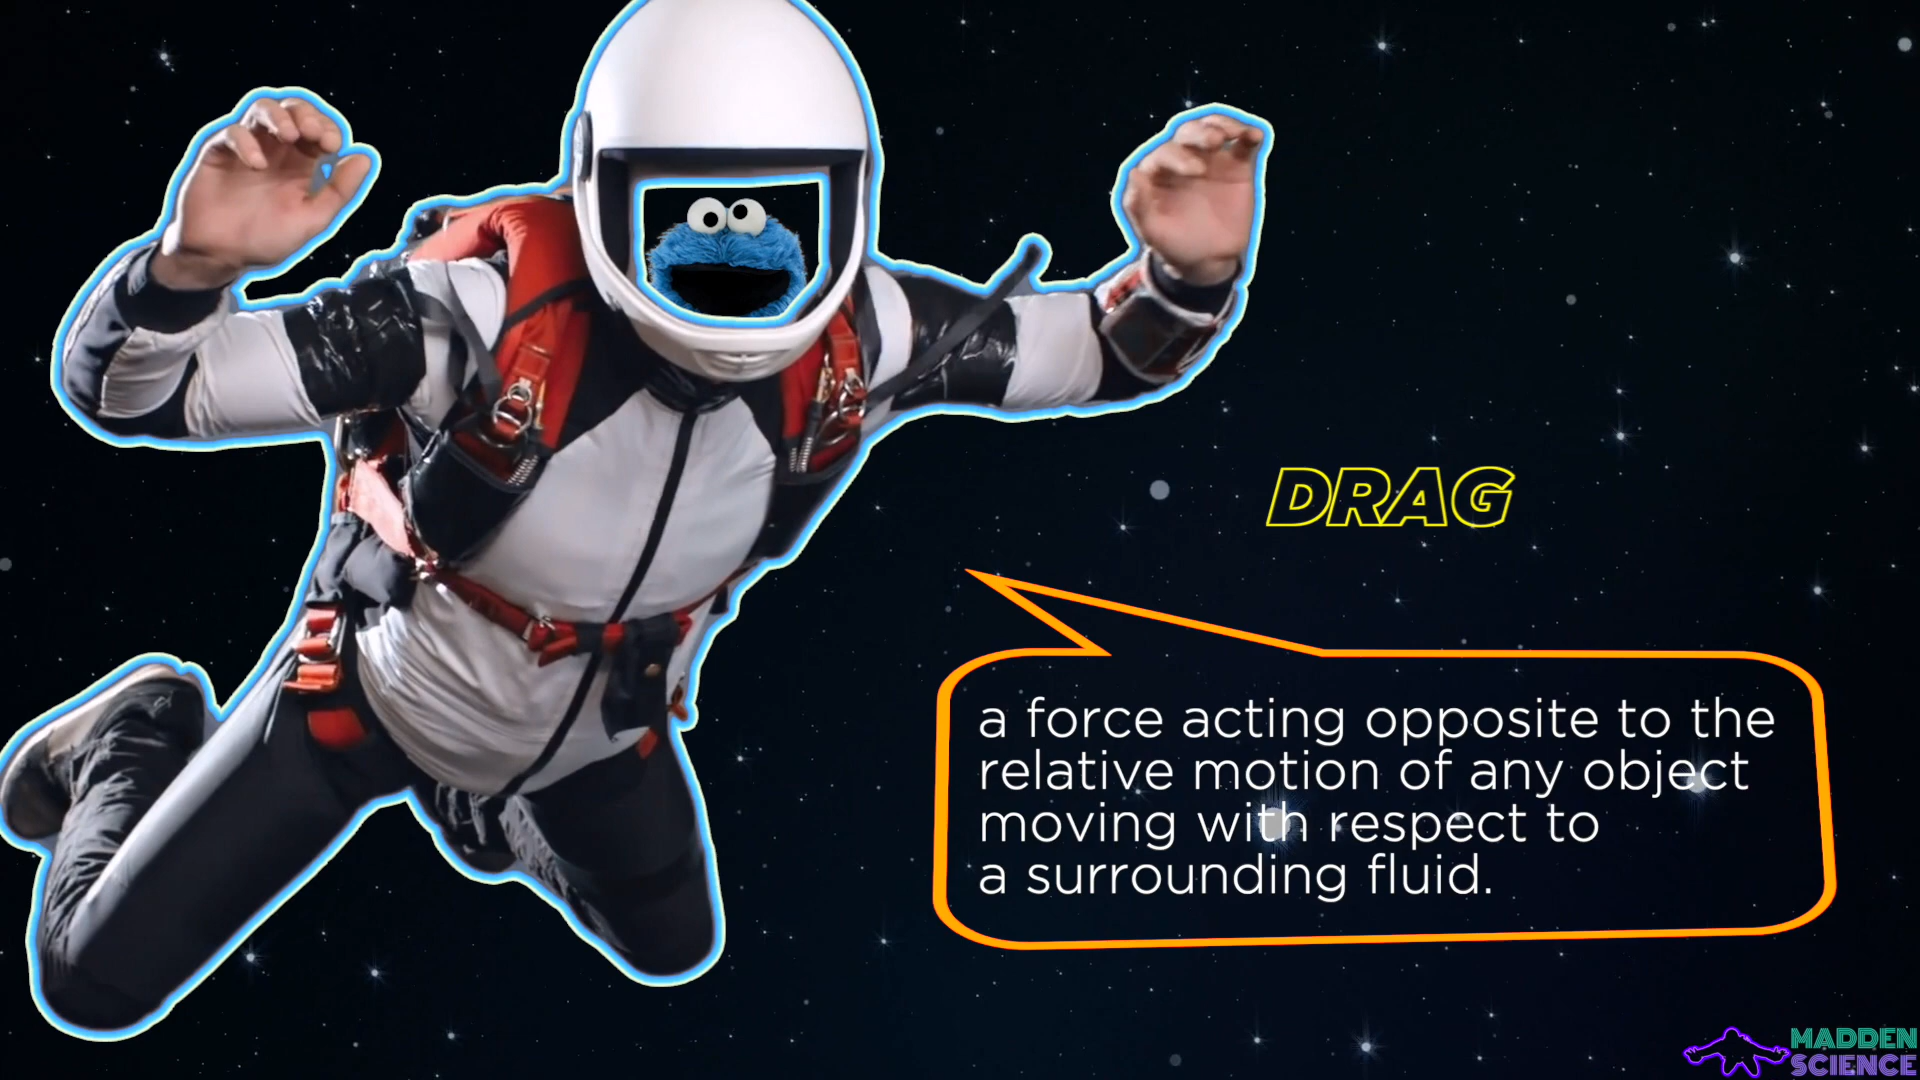 DRAG
a force acting opposite to the
relative motion of any object
moving with respect to
a surrounding fluid.
MADDEN
SCIENCE